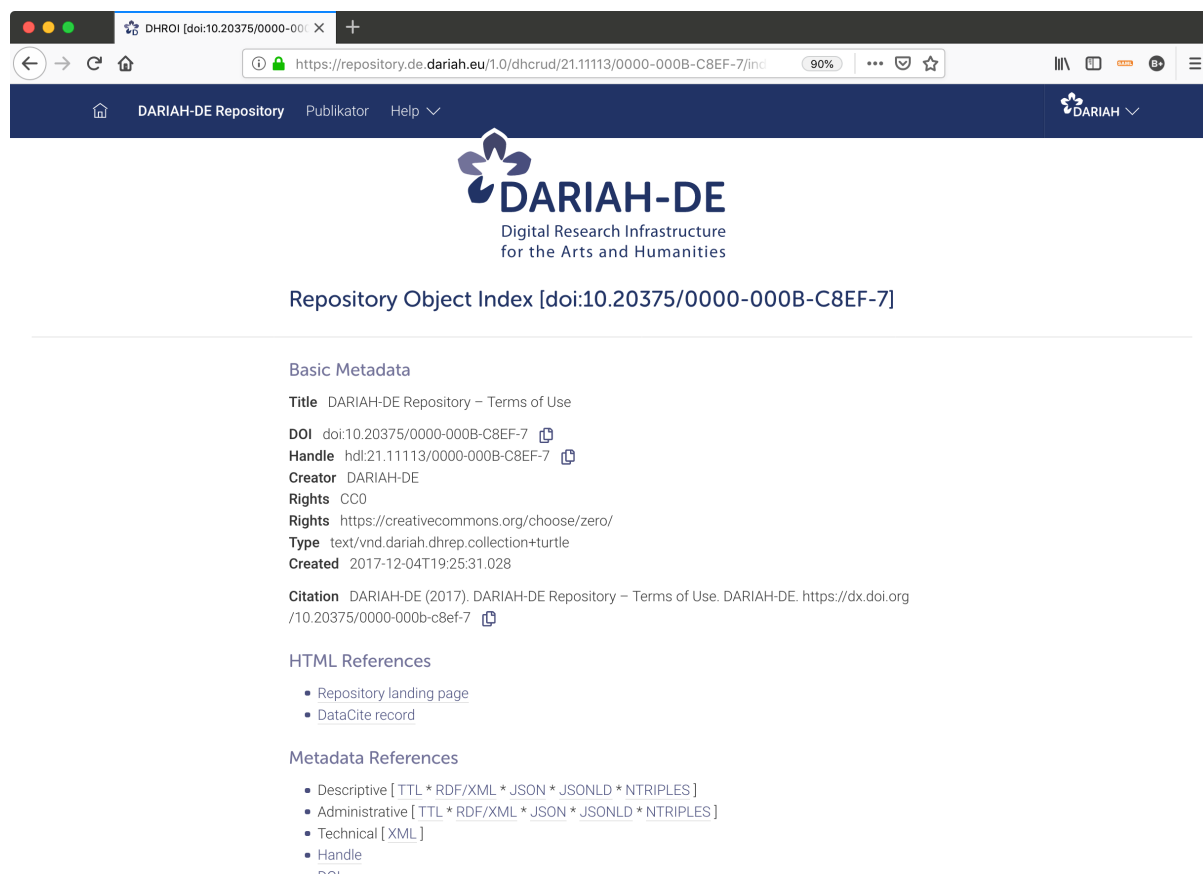 DHROI [doi:10.20375/0000-000
https://repository.de.dariah.eu/1.0/dhcrud/21.11113/0000-000B-C8EF-7/ind 90%
DARIAH-DE Repository Publikator Help DARIAH
DARIAH-DE
Digital Research Infrastructure
for the Arts and Humanities
Repository Object Index [doi:10.20375/0000-000B-C8EF-7]
Basic Metadata
Title DARIAH-DE Repository – Terms of Use
DOI doi:10.20375/0000-000B-C8EF-7
Handle hdl:21.11113/0000-000B-C8EF-7
Creator DARIAH-DE
Rights CC0
Rights https://creativecommons.org/choose/zero/
Type text/vnd.dariah.dhrep.collection+turtle
Created 2017-12-04T19:25:31.028
Citation DARIAH-DE (2017). DARIAH-DE Repository – Terms of Use. DARIAH-DE. https://dx.doi.org
/10.20375/0000-000b-c8ef-7
HTML References
• Repository landing page
• DataCite record
Metadata References
• Descriptive [ TTL * RDF/XML * JSON * JSONLD * NTRIPLES ]
• Administrative [ TTL * RDF/XML * JSON * JSONLD * NTRIPLES ]
• Technical [ XML ]
• Handle